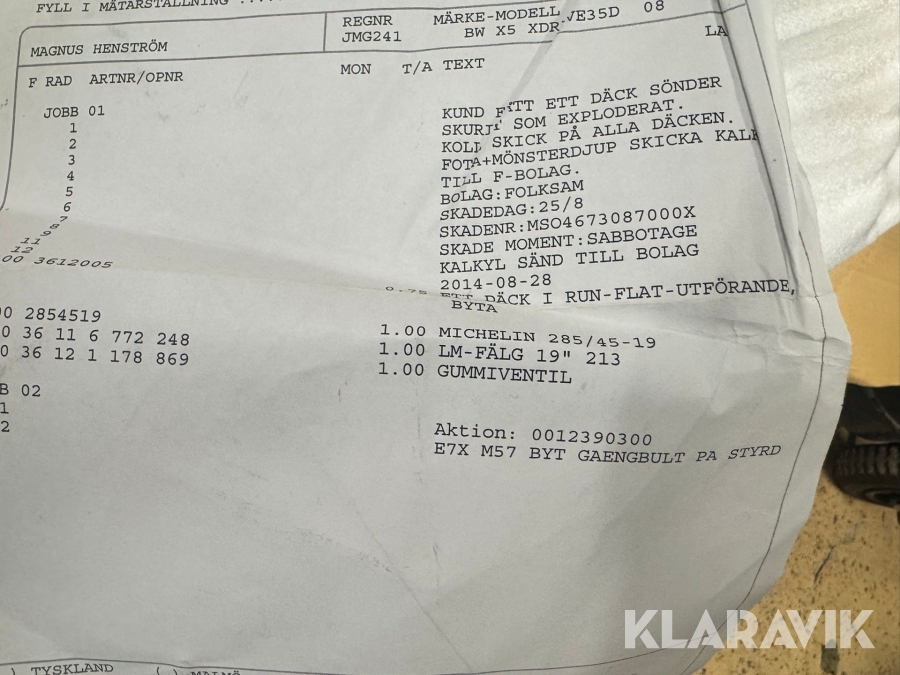 FYLL I MÄTARSTÄLLNING .....
REGNR MÄRKE-MODELL
MAGNUS HENSTRÖM JMG241 BW X5 XDR.VE35D 08
LA
F RAD ARTNR/OPNR MON T/A TEXT
JOBB 01 KUND FÅTT ETT DÄCK SÖNDER
1 SOM EXPLODERAT.
2 KOLL SKICK PÅ ALLA DÄCKEN.
3 FOTA+MÖNSTERDJUP SKICKA KALK
4 TILL F-BOLAG.
5 BOLAG:FOLKSAM
6 SKADEDAG:25/8
7 SKADENR:MSO4673087000X
8 SKADE MOMENT:SABBOTAGE
9 KALKYL SÄND TILL BOLAG
11 2014-08-28
12
00 3612005 0.75 ETT DÄCK I RUN-FLAT-UTFÖRANDE,
BYTA
00 2854519 1.00 MICHELIN 285/45-19
0 36 11 6 772 248 1.00 LM-FÄLG 19" 213
0 36 12 1 178 869 1.00 GUMMIVENTIL
B 02
1 Aktion: 0012390300
2 E7X M57 BYT GAENGBULT PA STYRD
) TYSKLAND ( ) MALMÖ
KLARAVIK